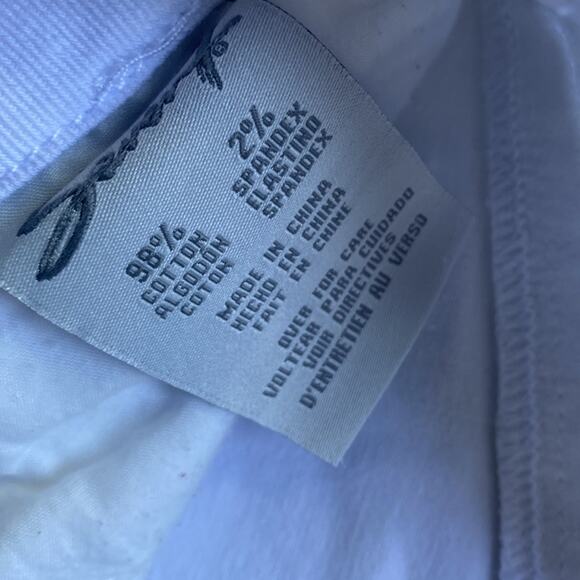 98%
COTTON
ALGODON
COTON
2%
SPANDEX
ELASTINO
SPANDEX
MADE IN CHINA
HECHO EN CHINA
FAIT EN CHINE
OVER FOR CARE
VOLTEAR PARA CUIDADO
VOIR DIRECTIVES
D'ENTRETIEN AU VERSO